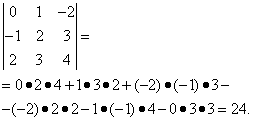 |0 1 −2|
|−1 2 3| =
|2 3 4|
= 0•2•4+1•3•2+(−2)•(−1)•3−
−(−2)•2•2−1•(−1)•4−0•3•3=24.